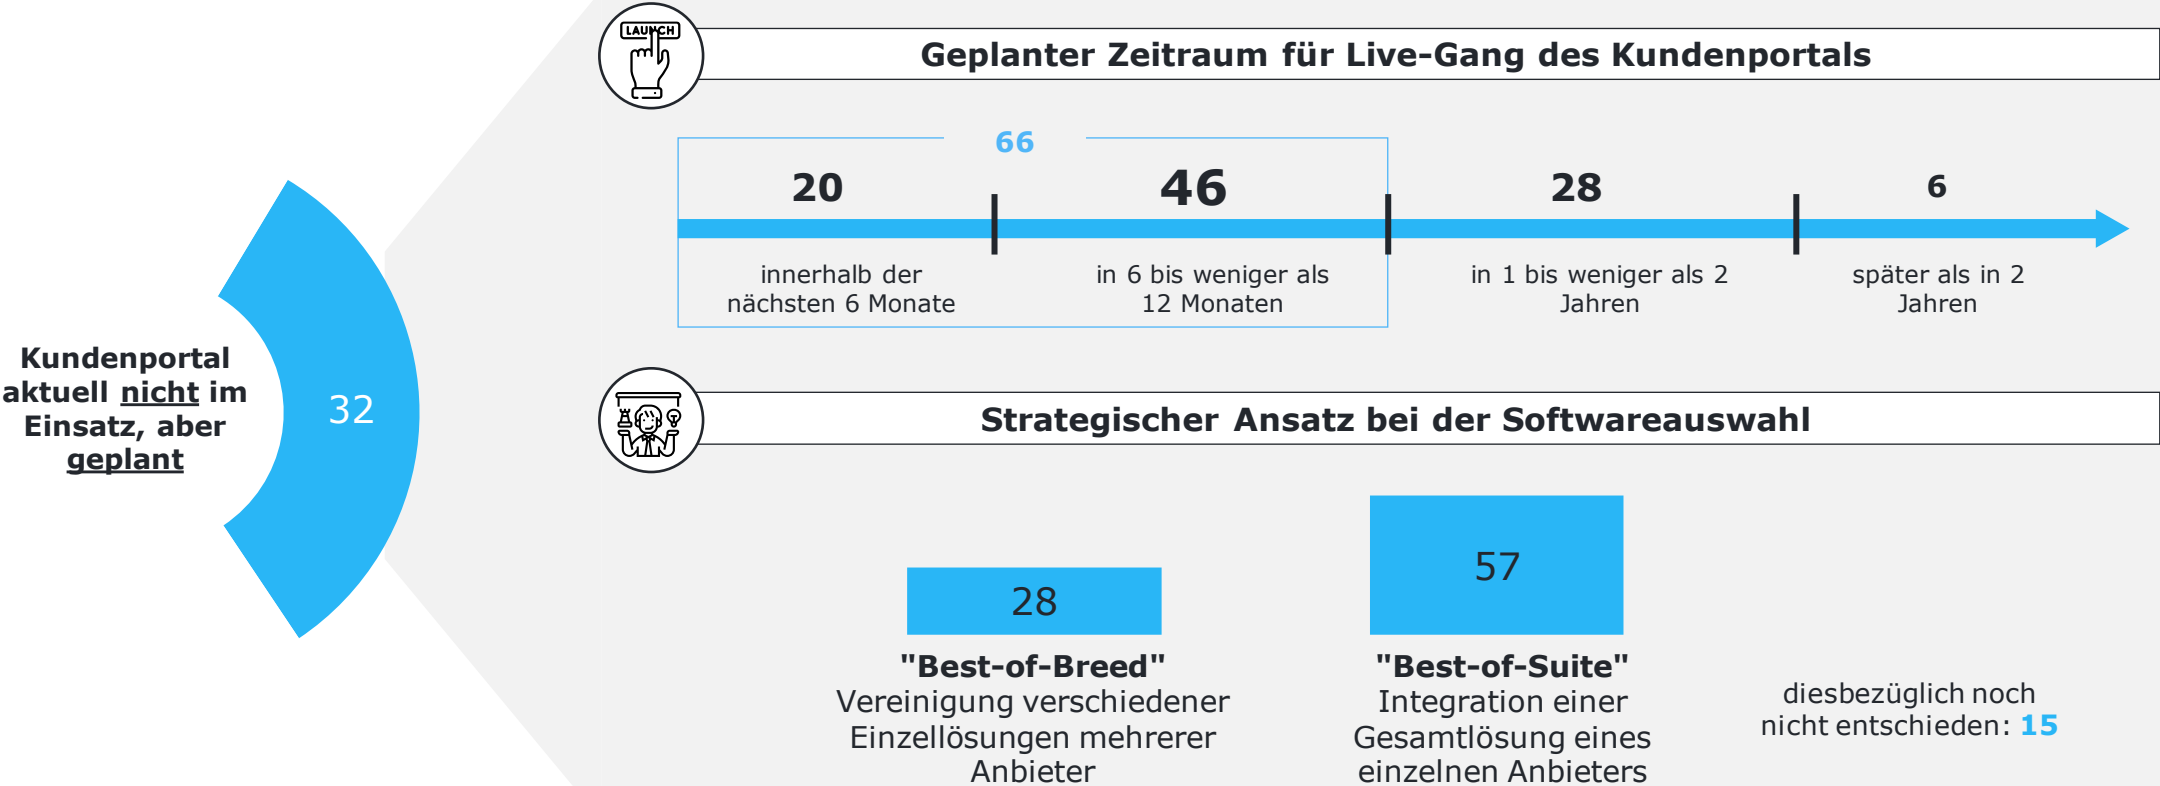 LAUNCH
Geplanter Zeitraum für Live-Gang des Kundenportals
66
20
46
28
6
innerhalb der
nächsten 6 Monate
in 6 bis weniger als
12 Monaten
in 1 bis weniger als 2
Jahren
später als in 2
Jahren
Kundenportal
aktuell nicht im
Einsatz, aber
geplant
32
Strategischer Ansatz bei der Softwareauswahl
28
57
"Best-of-Breed"
Vereinigung verschiedener
Einzellösungen mehrerer
Anbieter
"Best-of-Suite"
Integration einer
Gesamtlösung eines
einzelnen Anbieters
diesbezüglich noch
nicht entschieden: 15